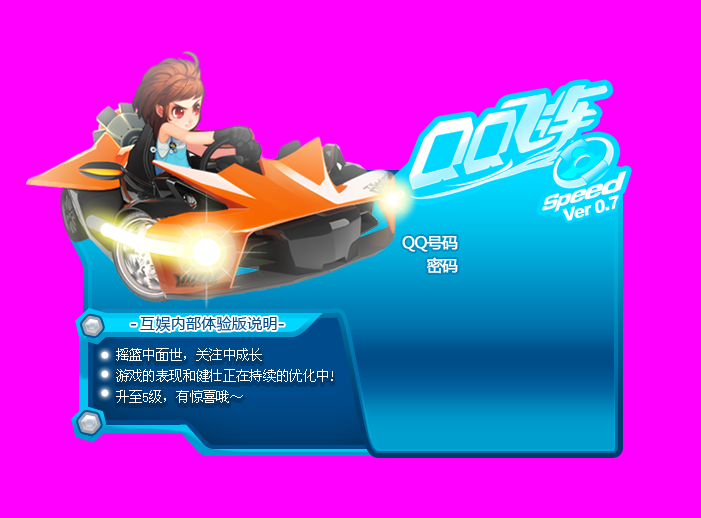 QQ飞车
Speed
Ver 0.7
QQ号码
密码
- 互娱内部体验版说明-
摇篮中面世，关注中成长
游戏的表现和健壮正在持续的优化中!
升至5级，有惊喜哦～